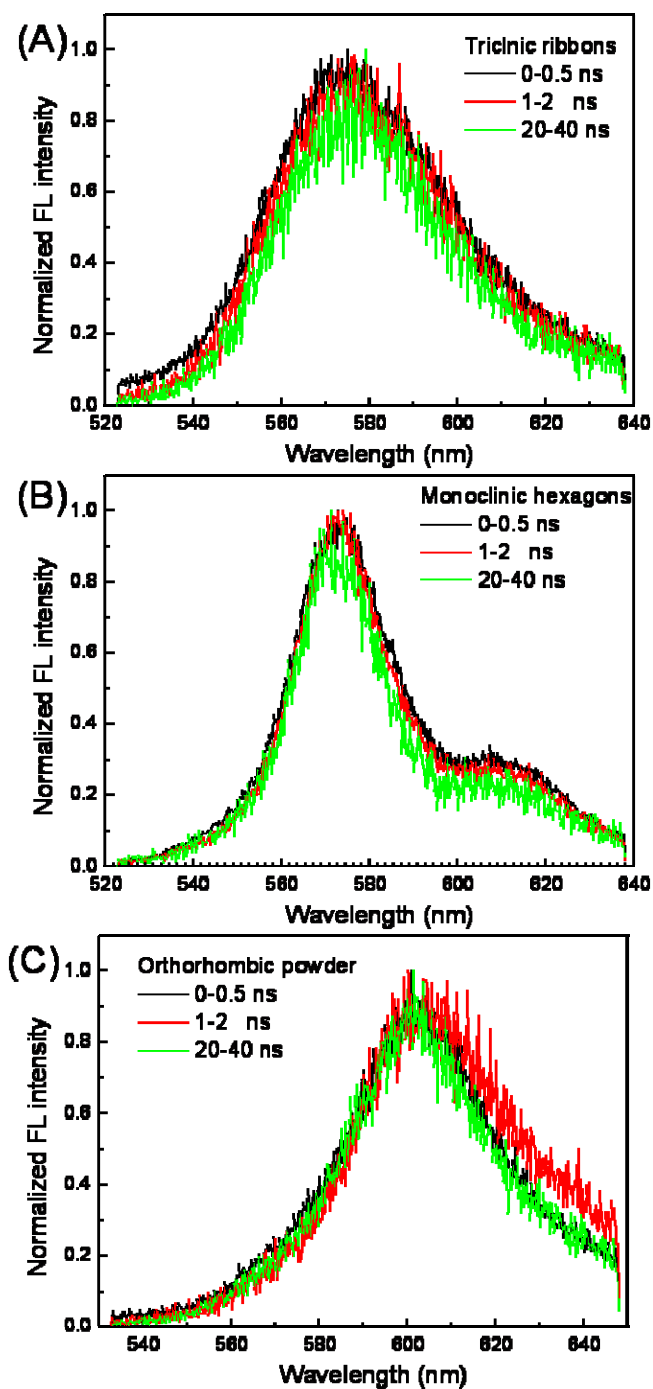 (A)
Triclnic ribbons
0-0.5 ns
1-2 ns
20-40 ns
1.0
0.8
0.6
0.4
0.2
0.0
Normalized FL intensity
520 540 560 580 600 620 640
Wavelength (nm)
(B)
Monoclinic hexagons
0-0.5 ns
1-2 ns
20-40 ns
1.0
0.8
0.6
0.4
0.2
0.0
Normalized FL intensity
520 540 560 580 600 620 640
Wavelength (nm)
(C)
Orthorhombic powder
0-0.5 ns
1-2 ns
20-40 ns
1.0
0.8
0.6
0.4
0.2
0.0
Normalized FL intensity
540 560 580 600 620 640
Wavelength (nm)